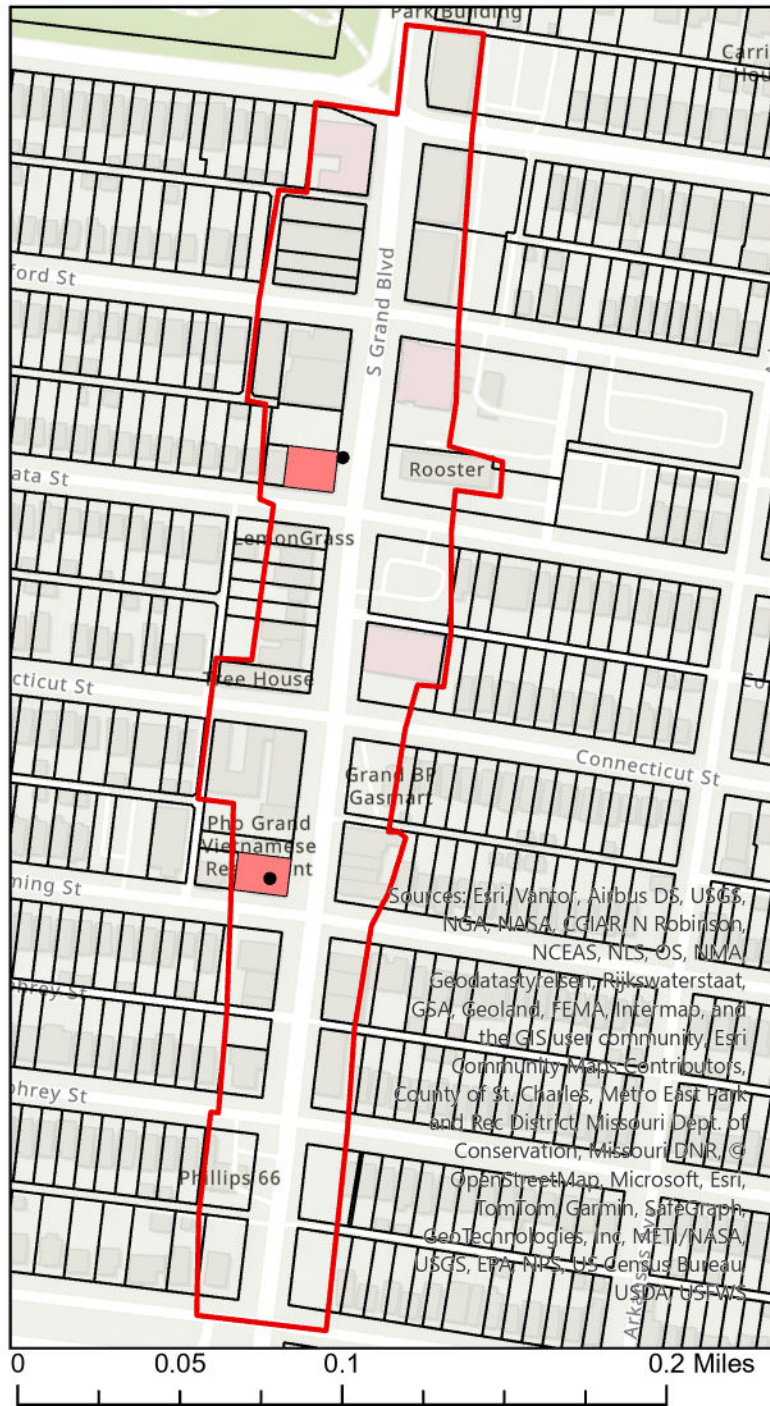 Park Building
Carri
Hou
ford St
S Grand Blvd
Rooster
ata St
LemonGrass
Tree House
cticut St
Co
Connecticut St
Grand BP
Gasmart
Pho Grand
Vietnamese
Res nt
ming St
Sources: Esri, Vantor, Airbus DS, USGS,
NGA, NASA, CGIAR, N Robinson,
NCEAS, NLS, OS, NMA,
Geodatastyrelsen, Rijkswaterstaat,
GSA, Geoland, FEMA, Intermap, and
the GIS user community, Esri
Community Maps Contributors,
County of St. Charles, Metro East Park
and Rec District, Missouri Dept. of
Conservation, Missouri DNR, ©
OpenStreetMap, Microsoft, Esri,
TomTom, Garmin, SafeGraph,
GeoTechnologies, Inc, METI/NASA,
USGS, EPA, NPS, US Census Bureau,
USDA, USFWS
phrey St
phrey St
Phillips 66
Arkansas Ave
0 0.05 0.1 0.2 Miles